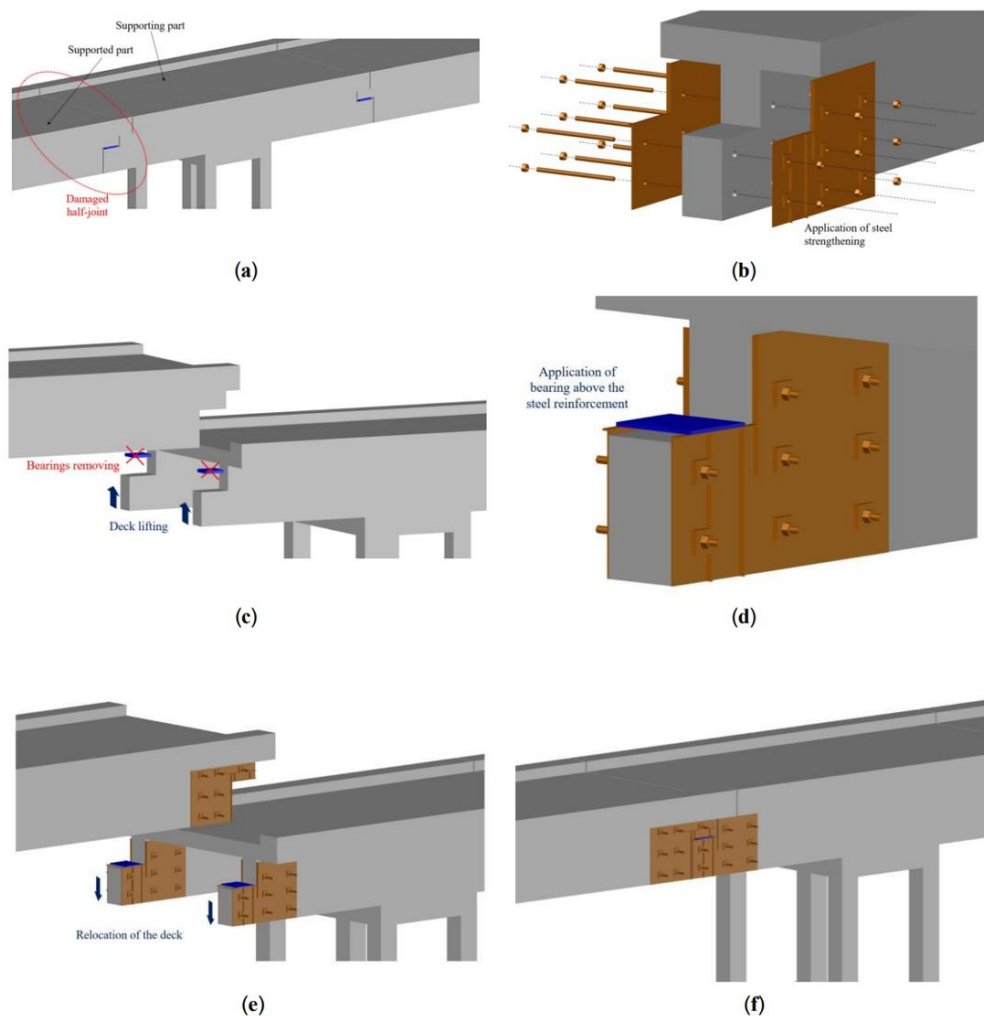 Supporting part
Supported part
Damaged
half-joint
(a)
Application of steel
strengthening
(b)
Bearings removing
Deck lifting
(c)
Application of
bearing above the
steel reinforcement
(d)
Relocation of the deck
(e)
(f)